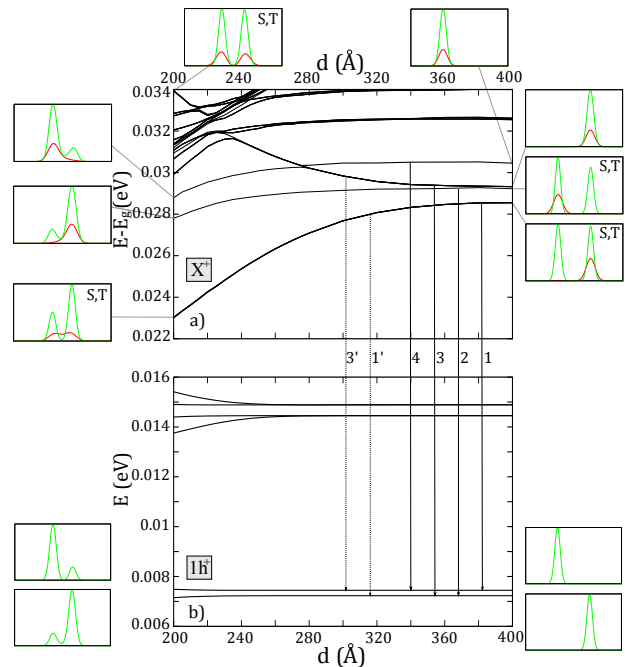 S,T
d (Å)
d (Å)
200
240
280
320
360
400
0.034
0.032
0.03
0.028
0.026
0.024
0.022
E-Eg(eV)
X+
a)
S,T
S,T
S,T
3'
1'
4
3
2
1
0.016
0.014
0.012
0.01
0.008
0.006
E (eV)
1h+
b)
200
240
280
320
360
400
d (Å)